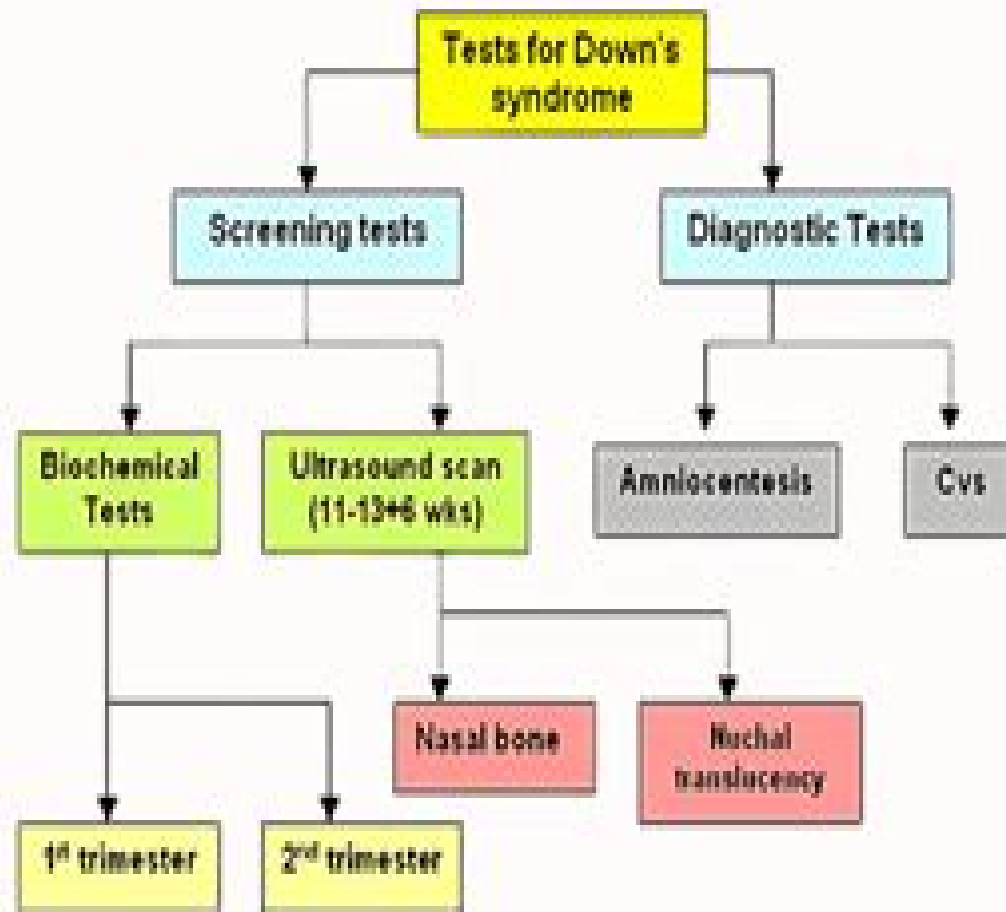 Tests for Down's
syndrome
Screening tests
Diagnostic Tests
Biochemical
Tests
Ultrasound scan
(11-13+6 wks)
Amniocentesis
Cvs
Nasal bone
Nuchal
translucency
1st trimester
2nd trimester